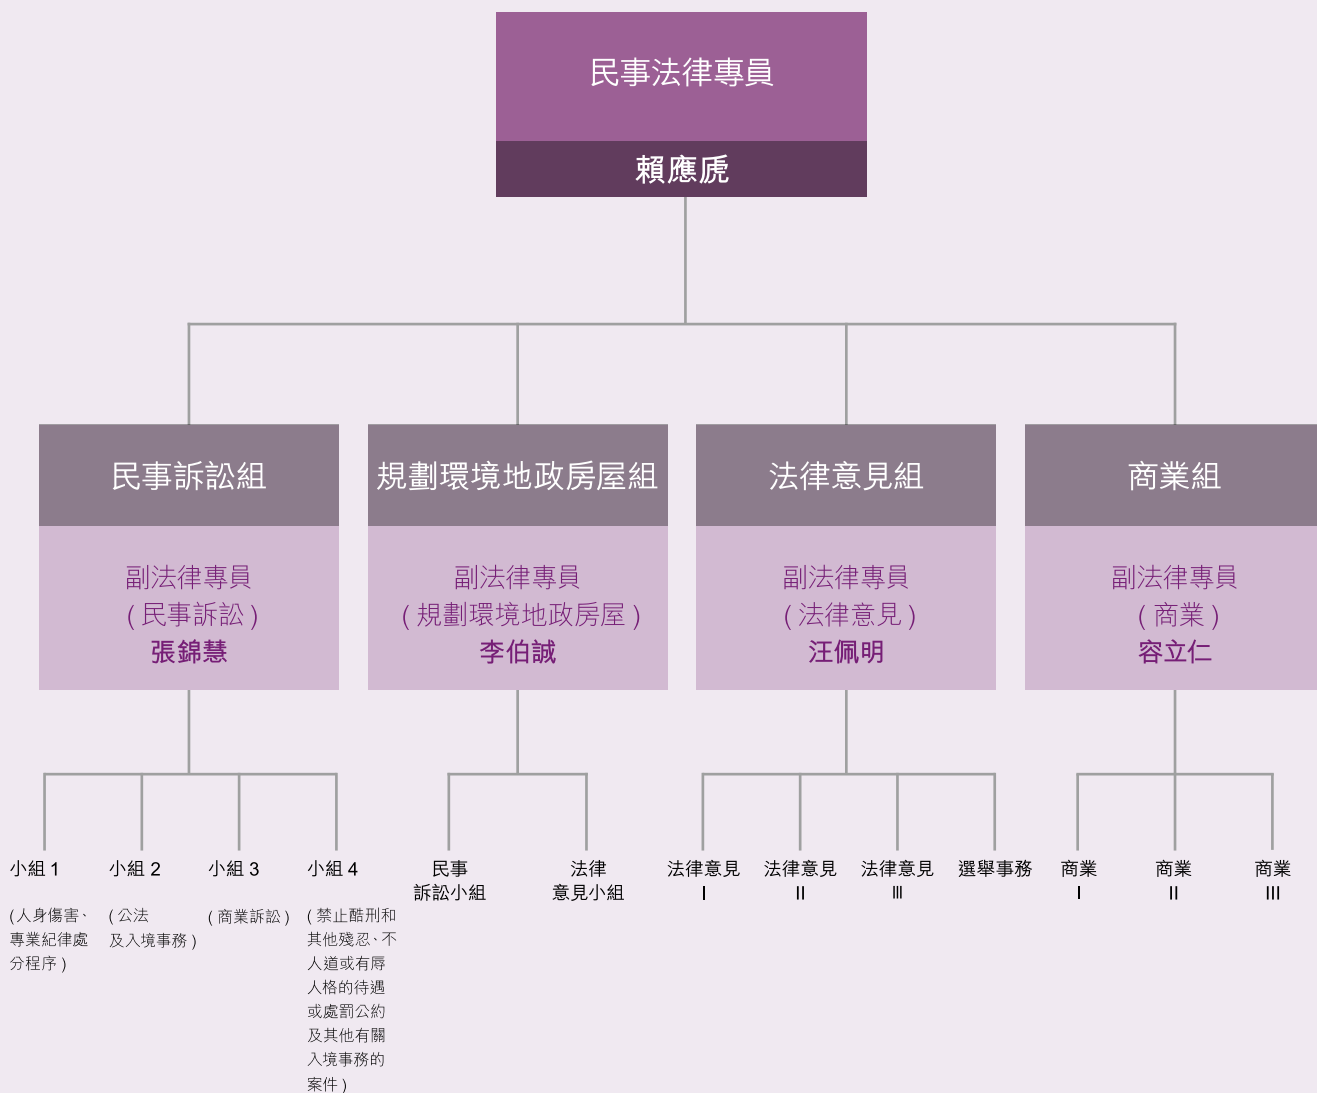 民事法律專員
賴應虒
民事訴訟組
副法律專員
(民事訴訟)
張錦慧
規劃環境地政房屋組
副法律專員
(規劃環境地政房屋)
李伯誠
法律意見組
副法律專員
(法律意見)
汪佩明
商業組
副法律專員
(商業)
容立仁
小組 1
(人身傷害、
專業紀律處
分程序)
小組 2
(公法
及入境事務)
小組 3
(商業訴訟)
小組 4
(禁止酷刑和
其他殘忍、不
人道或有辱
人格的待遇
或處罰公約
及其他有關
入境事務的
案件)
民事
訴訟小組
法律
意見小組
法律意見
I
法律意見
II
法律意見
III
選舉事務
商業
I
商業
II
商業
III